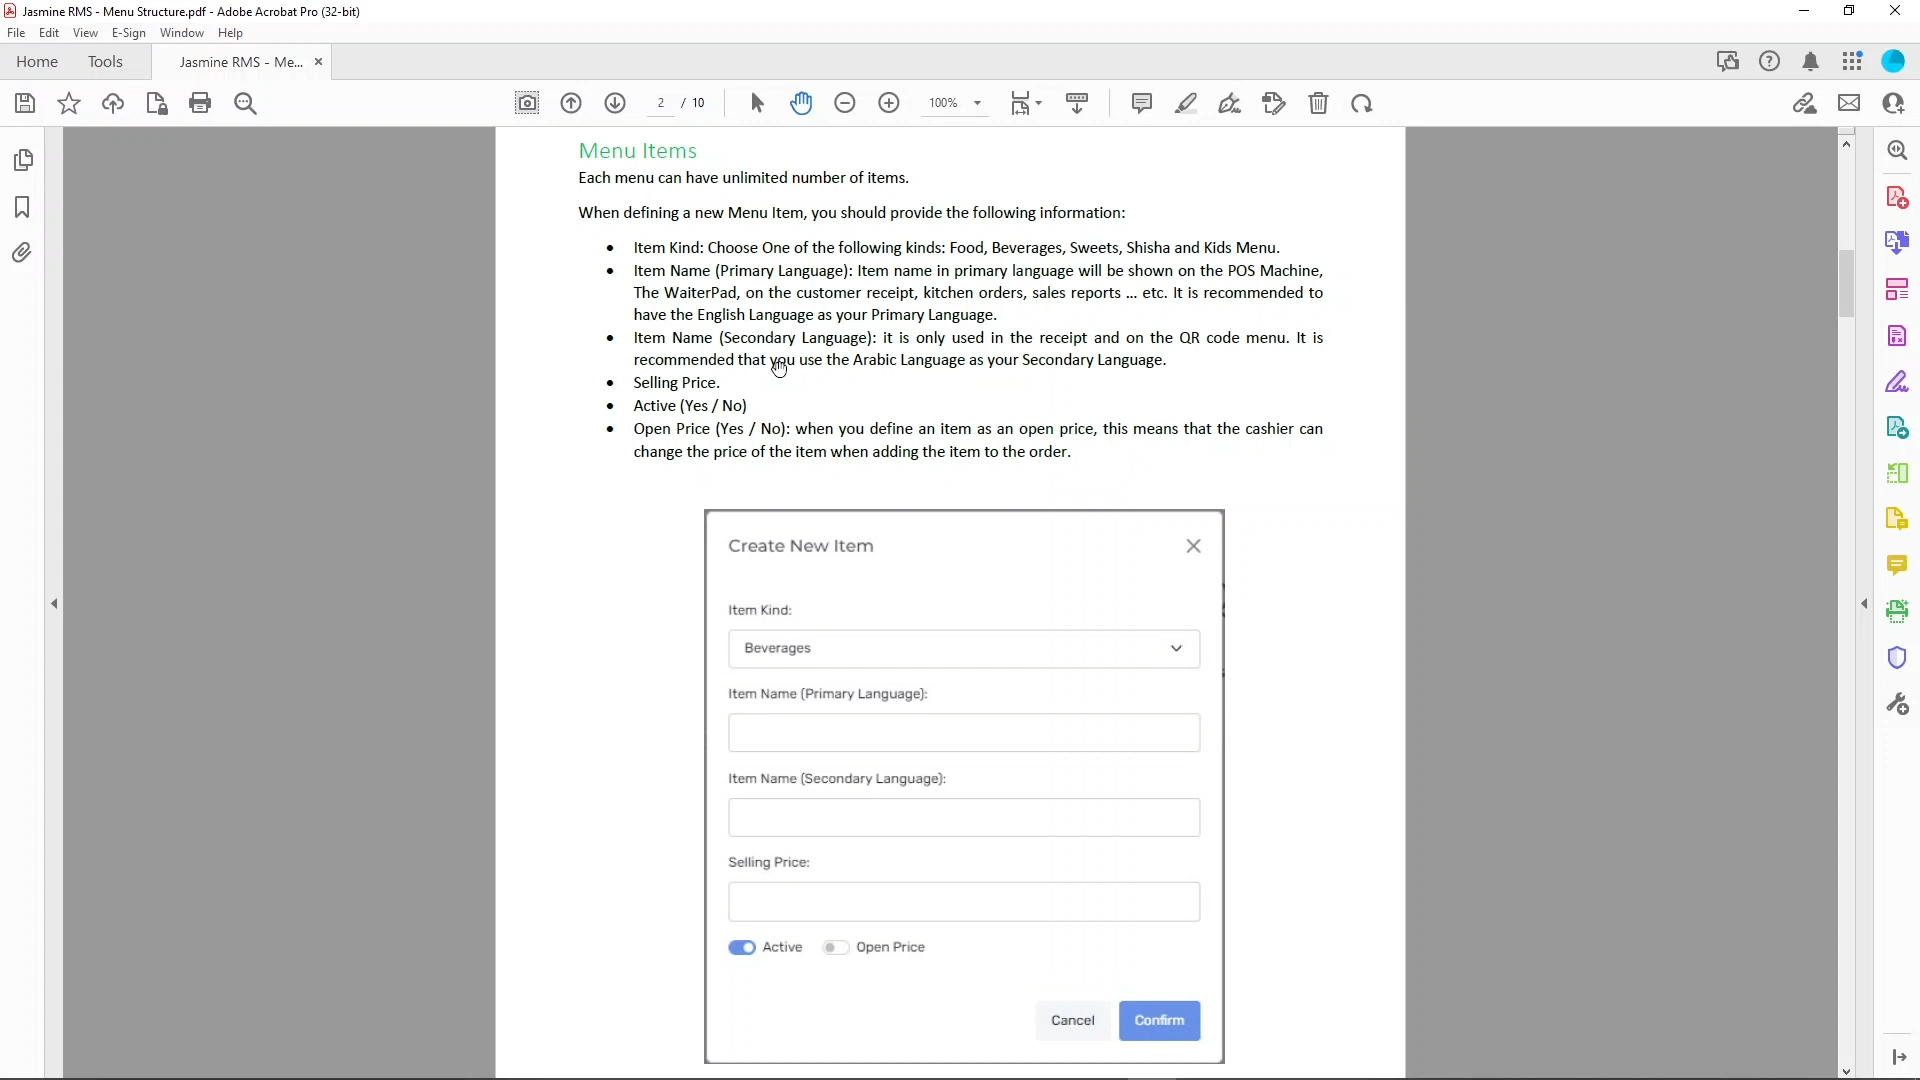 Jasmine RMS - Menu Structure.pdf - Adobe Acrobat Pro (32-bit)
File Edit View E-Sign Window Help
Home Tools Jasmine RMS - Me...
2 / 10 100%
Menu Items
Each menu can have unlimited number of items.
When defining a new Menu Item, you should provide the following information:
• Item Kind: Choose One of the following kinds: Food, Beverages, Sweets, Shisha and Kids Menu.
• Item Name (Primary Language): Item name in primary language will be shown on the POS Machine,
The WaiterPad, on the customer receipt, kitchen orders, sales reports ... etc. It is recommended to
have the English Language as your Primary Language.
• Item Name (Secondary Language): it is only used in the receipt and on the QR code menu. It is
recommended that you use the Arabic Language as your Secondary Language.
• Selling Price.
• Active (Yes / No)
• Open Price (Yes / No): when you define an item as an open price, this means that the cashier can
change the price of the item when adding the item to the order.
Create New Item
Item Kind:
Beverages
Item Name (Primary Language):
Item Name (Secondary Language):
Selling Price:
Active Open Price
Cancel Confirm